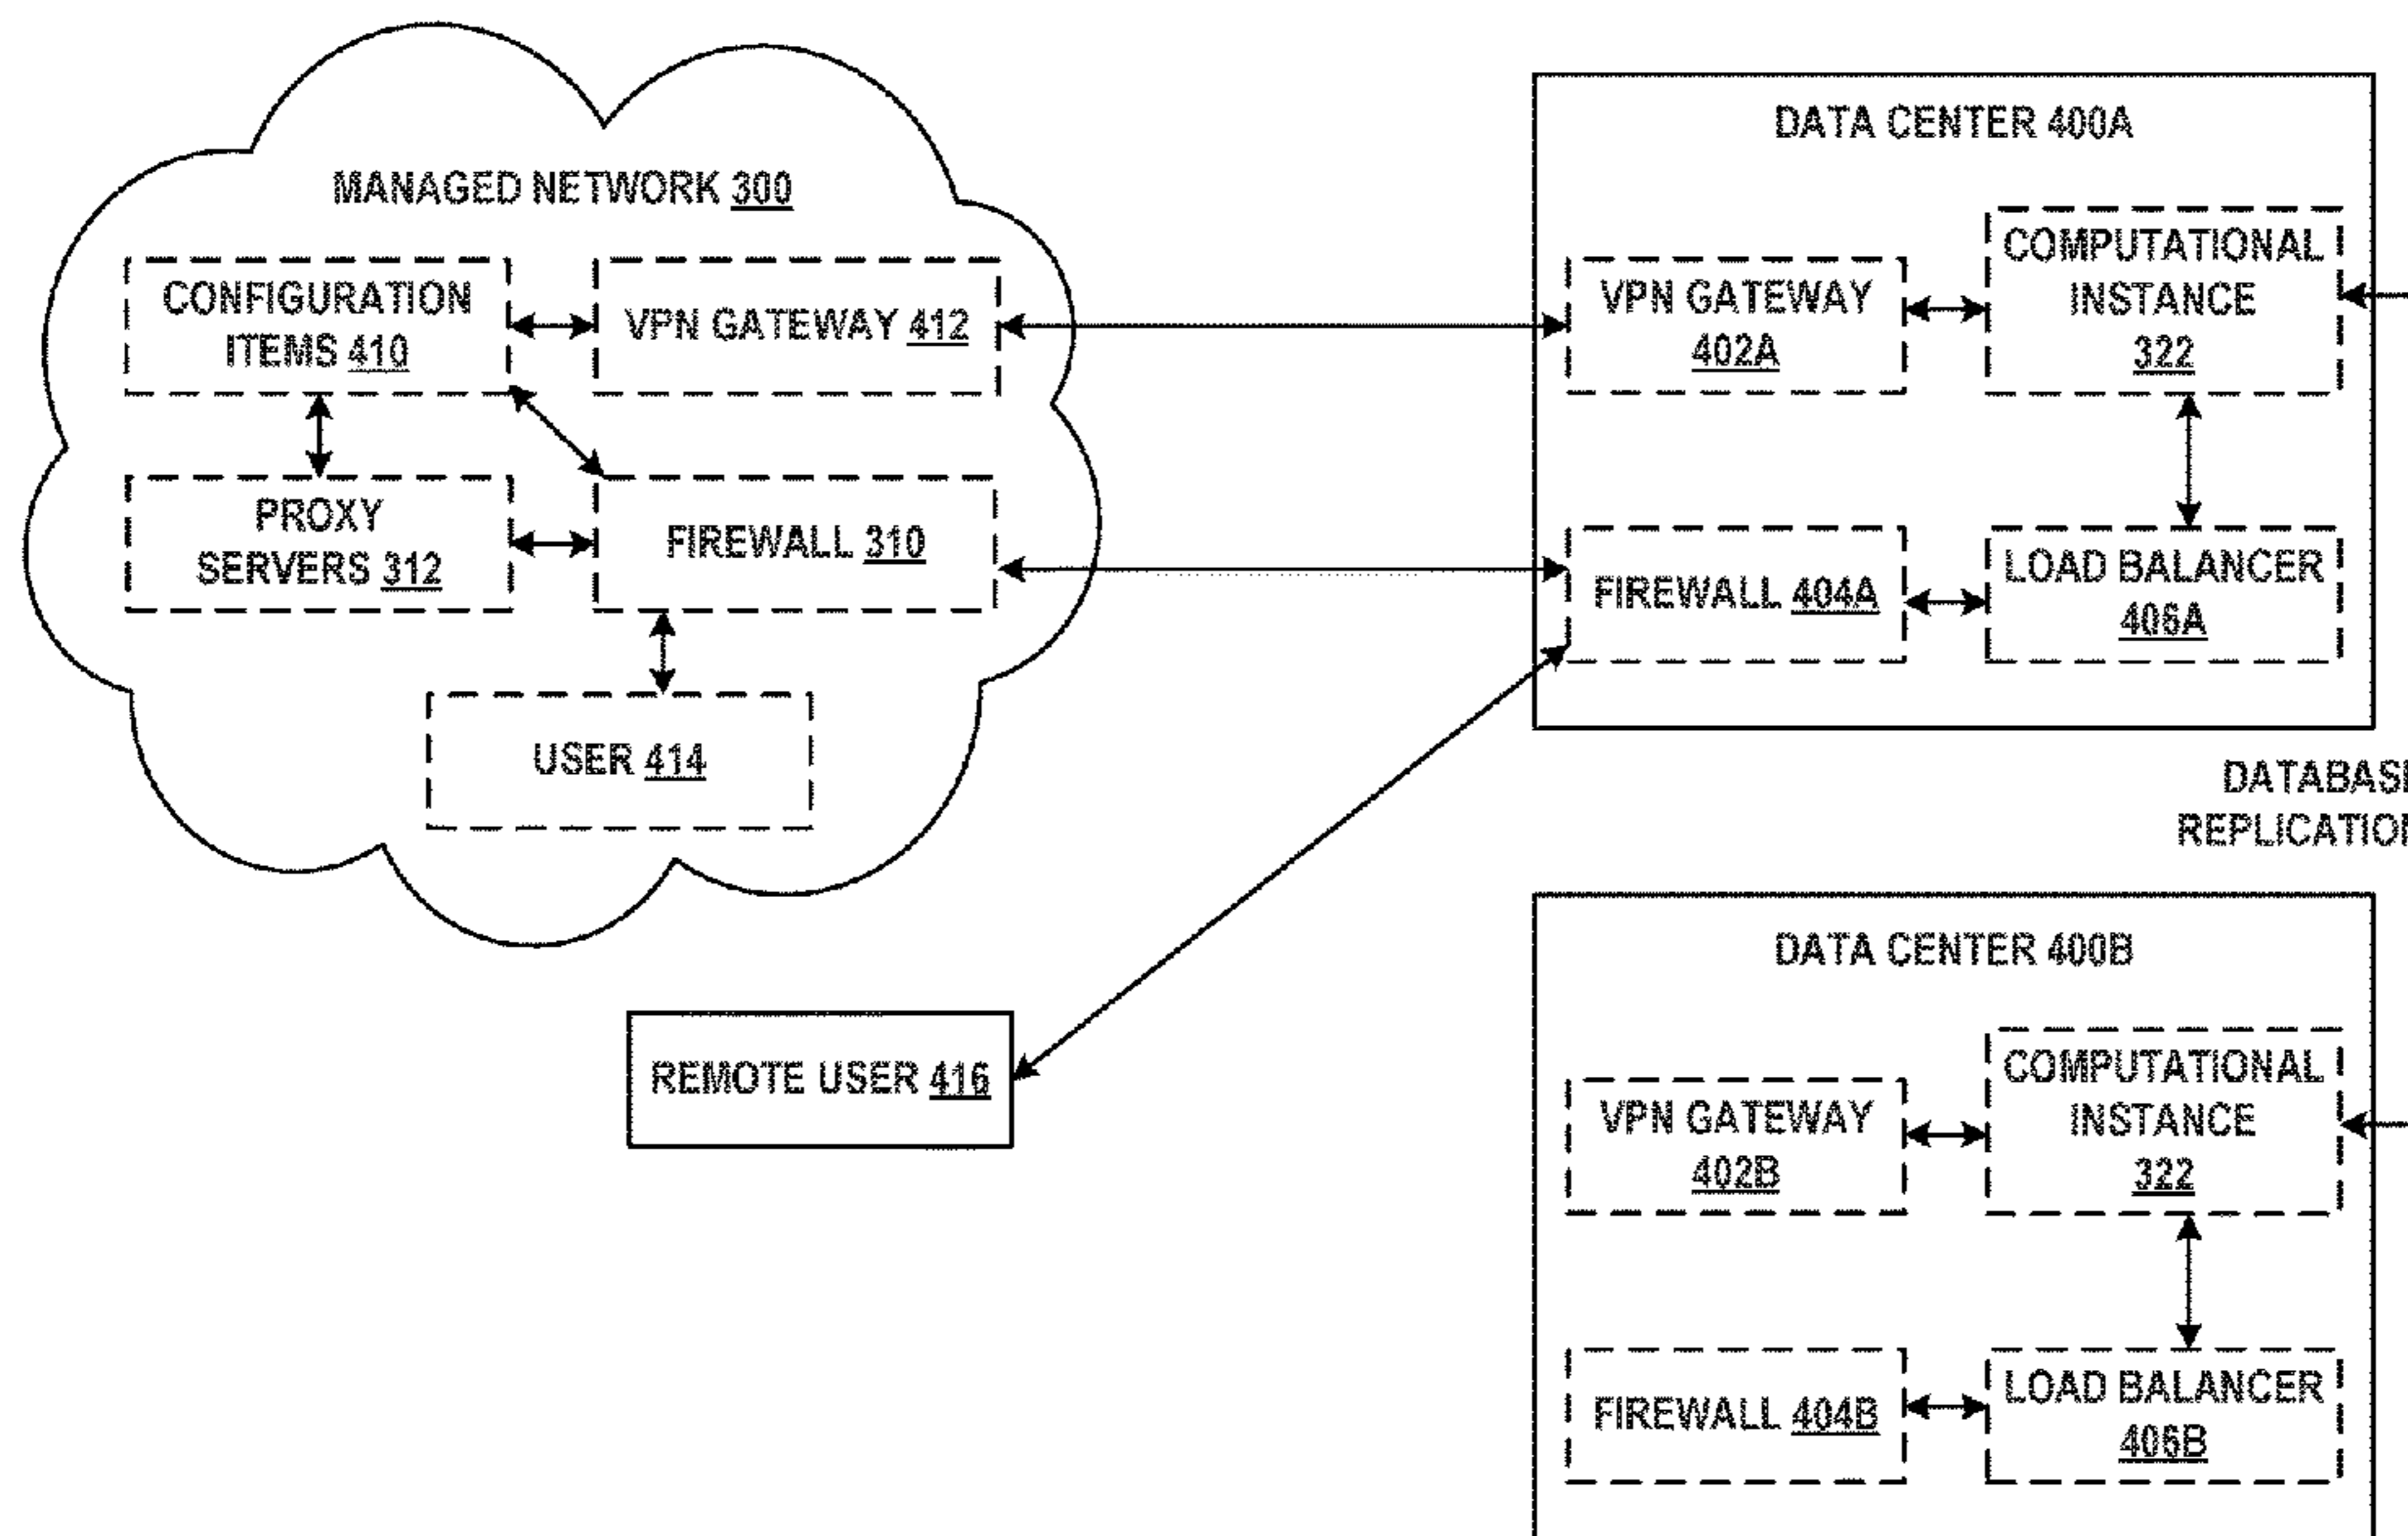 MANAGED NETWORK 300
CONFIGURATION
ITEMS 410
VPN GATEWAY 412
PROXY
SERVERS 312
FIREWALL 310
USER 414
REMOTE USER 416
DATA CENTER 400A
VPN GATEWAY
402A
COMPUTATIONAL
INSTANCE
322
FIREWALL 404A
LOAD BALANCER
406A
DATABASE
REPLICATION
DATA CENTER 400B
VPN GATEWAY
402B
COMPUTATIONAL
INSTANCE
322
FIREWALL 404B
LOAD BALANCER
406B